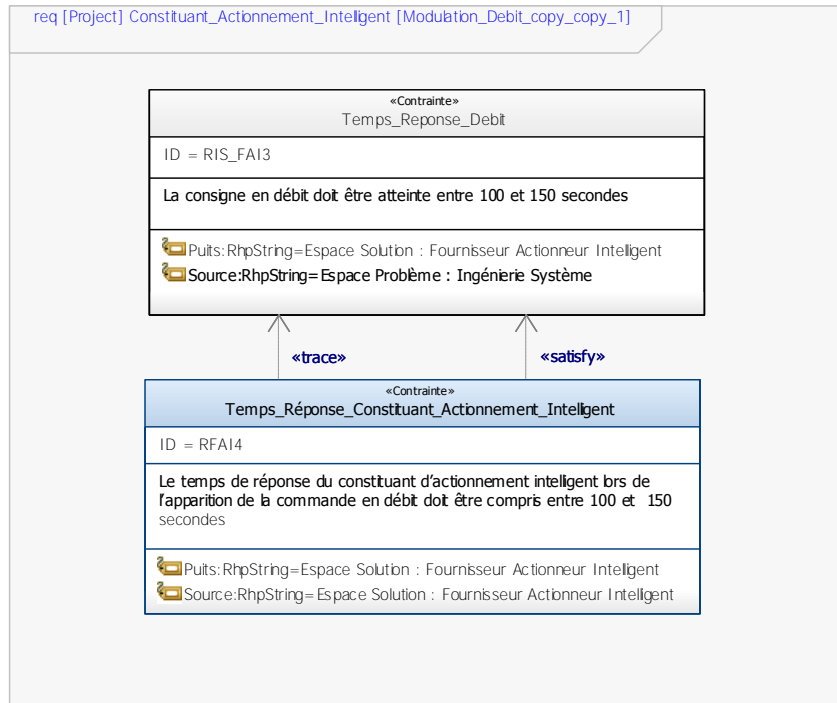 req [Project] Constituant_Actionnement_Intelligent [Modulation_Debit_copy_copy_1]
«Contrainte»
Temps_Reponse_Debit
ID = RIS_FAI3
La consigne en débit doit être atteinte entre 100 et 150 secondes
Puits:RhpString=Espace Solution : Fournisseur Actionneur Intelligent
Source:RhpString=Espace Problème : Ingénierie Système
«trace»
«satisfy»
«Contrainte»
Temps_Réponse_Constituant_Actionnement_Intelligent
ID = RFAI4
Le temps de réponse du constituant d'actionnement intelligent lors de
l'apparition de la commande en débit doit être compris entre 100 et 150
secondes
Puits:RhpString=Espace Solution : Fournisseur Actionneur Intelligent
Source:RhpString=Espace Solution : Fournisseur Actionneur Intelligent